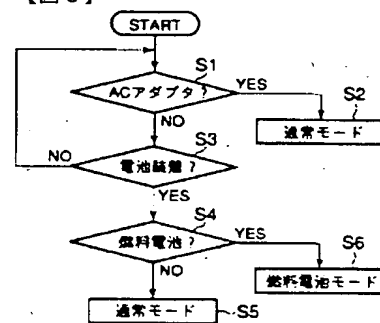 START
S1
ACアダプタ?
YES
S2
通常モード
NO
S3
NO
電池装着?
YES
S4
燃料電池?
YES
S6
燃料電池モード
NO
通常モード
S5